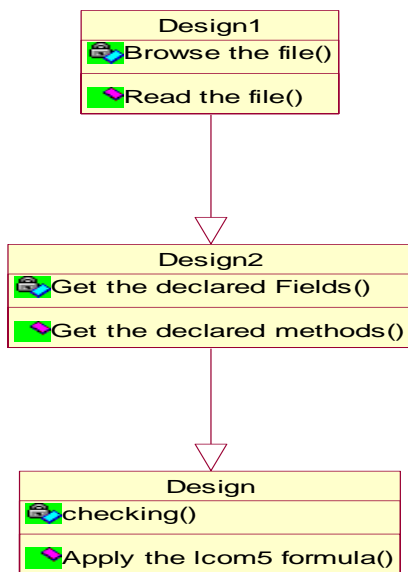 Design1
Browse the file()
Read the file()
Design2
Get the declared Fields()
Get the declared methods()
Design
checking()
Apply the lcom5 formula()